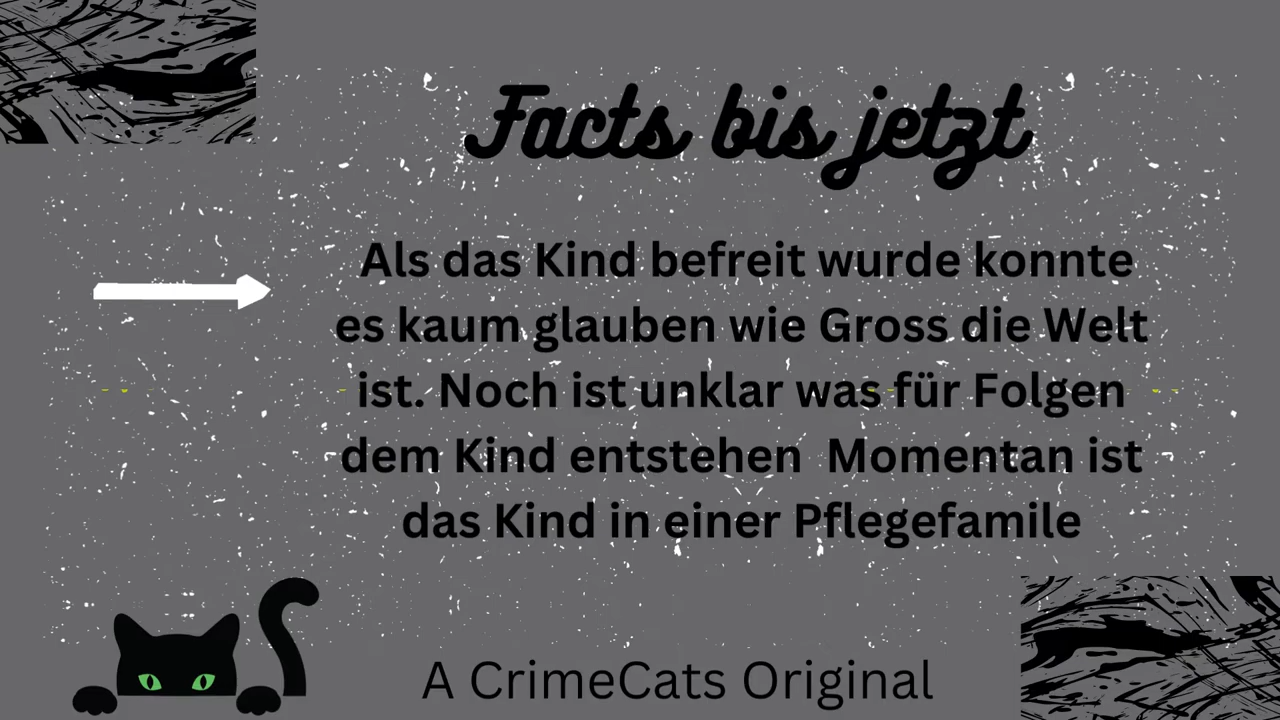 Facts bis jetzt
Als das Kind befreit wurde konnte
es kaum glauben wie Gross die Welt
ist. Noch ist unklar was für Folgen
dem Kind entstehen  Momentan ist
das Kind in einer Pflegefamile
A CrimeCats Original